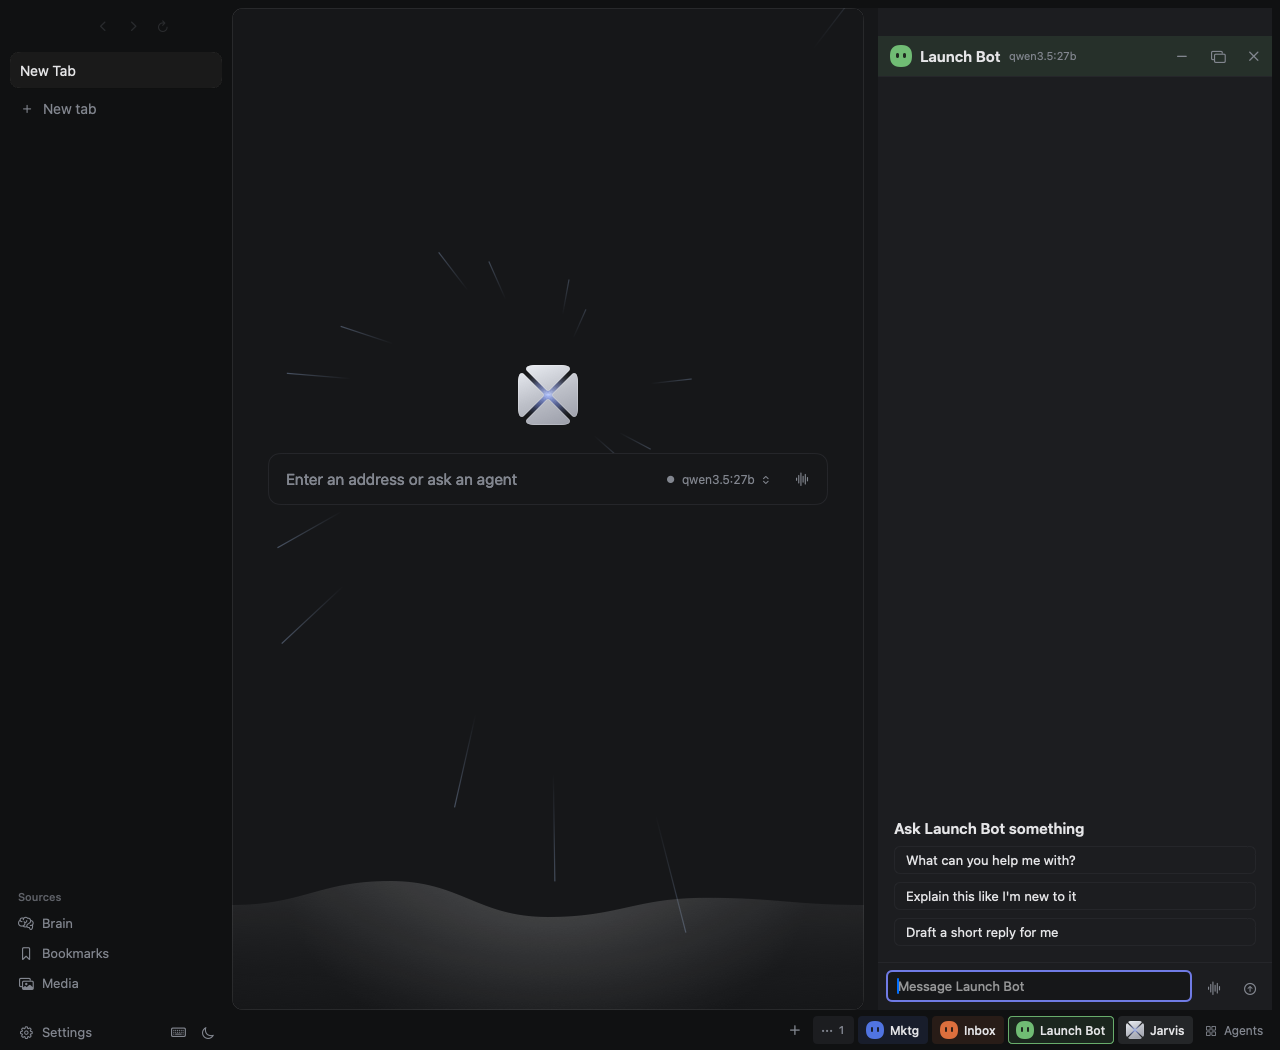 New Tab
New tab
Enter an address or ask an agent
qwen3.5:27b
Launch Bot qwen3.5:27b
Ask Launch Bot something
What can you help me with?
Explain this like I'm new to it
Draft a short reply for me
Message Launch Bot
Sources
Brain
Bookmarks
Media
Settings
+ ··· 1 Mktg Inbox Launch Bot Jarvis Agents